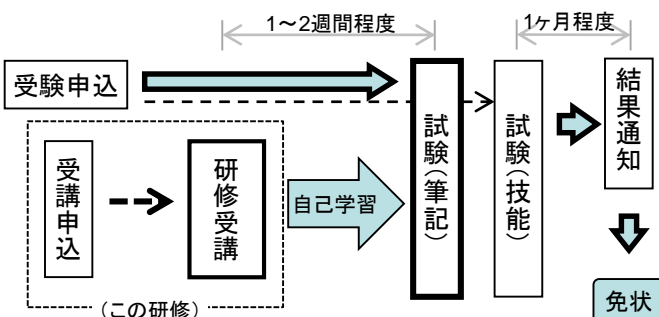 1～2週間程度
1ヶ月程度
受験申込
試験（筆記）
試験（技能）
結果通知
受講申込
研修受講
自己学習
（この研修）
免状